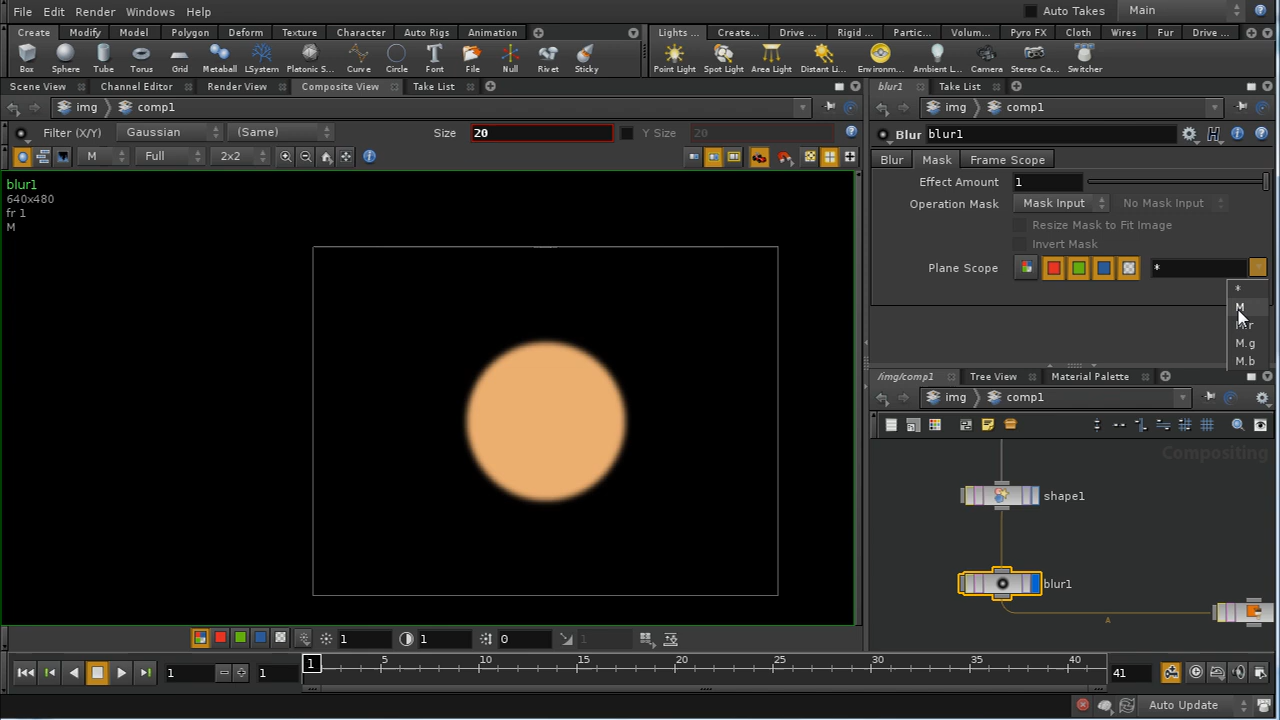 File Edit Render Windows Help Auto Takes Main
Create Modify Model Polygon Deform Texture Character Auto Rigs Animation Lights ... Create... Drive ... Rigid ... Partic... Volum... Pyro FX Cloth Wires Fur Drive ...
Box Sphere Tube Torus Grid Metaball LSystem Platonic S... Curve Circle Font File Null Rivet Sticky Point Light Spot Light Area Light Distant Li... Environm... Ambient L... Camera Stereo Ca... Switcher
Scene View Channel Editor Render View Composite View Take List
img comp1
Filter (X/Y) Gaussian (Same) Size 20 Y Size 20
M Full 2x2
blur1
640x480
fr 1
M
blur1 Take List
img comp1
Blur blur1
Blur Mask Frame Scope
Effect Amount 1
Operation Mask Mask Input No Mask Input
Resize Mask to Fit Image
Invert Mask
Plane Scope *
*
M
M.r
M.g
M.b
/img/comp1 Tree View Material Palette
img comp1
Compositing
shape1
blur1
A
1 1 0 1
1 1 1 5 10 15 20 25 30 35 40 41
Auto Update